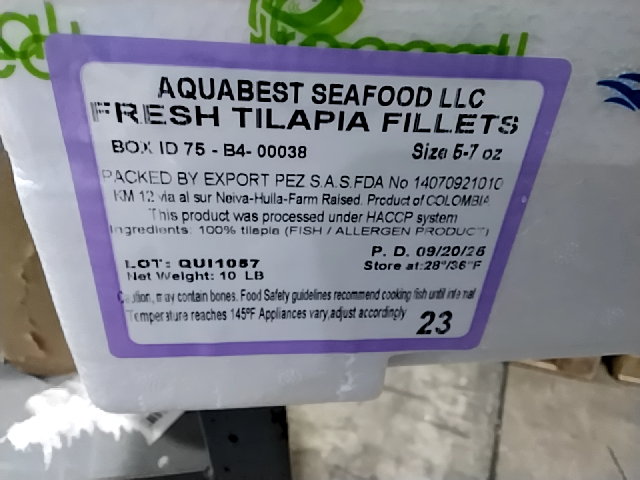 AQUABEST SEAFOOD LLC
FRESH TILAPIA FILLETS
BOX ID 75 - B4- 00038
Size 5-7 oz
PACKED BY EXPORT PEZ S.A.S.FDA No 14070921010
KM 12 via al sur Neiva-Huila-Farm Raised. Product of COLOMBIA
This product was processed under HACCP system
Ingredients: 100% tilapia (FISH / ALLERGEN PRODUCT)
P. D. 09/20/25
LOT: QUI1057
Store at:28°/36°F
Net Weight: 10 LB
Caution, may contain bones. Food Safety guidelines recommend cooking fish until internal
Temperature reaches 145ºF Appliances vary,adjust accordingly
23